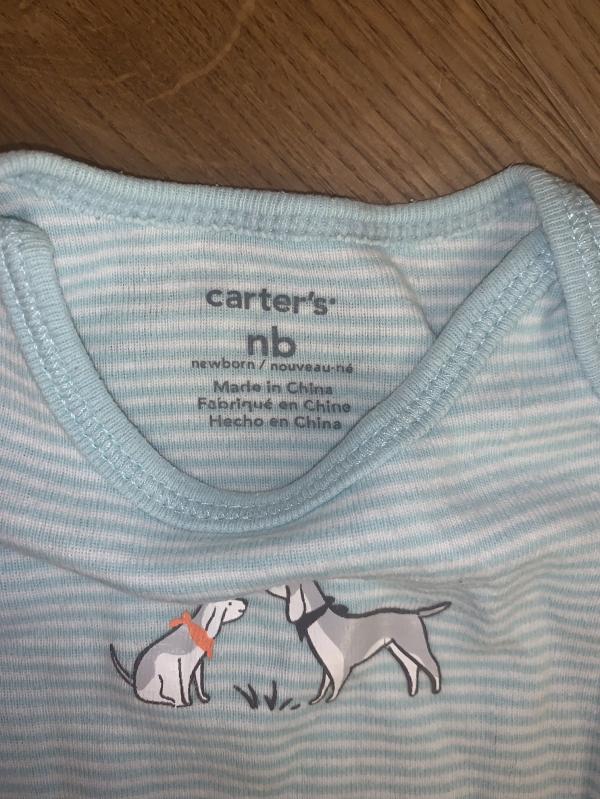 carter's
nb
newborn / nouveau-né
Made in China
Fabriqué en Chine
Hecho en China